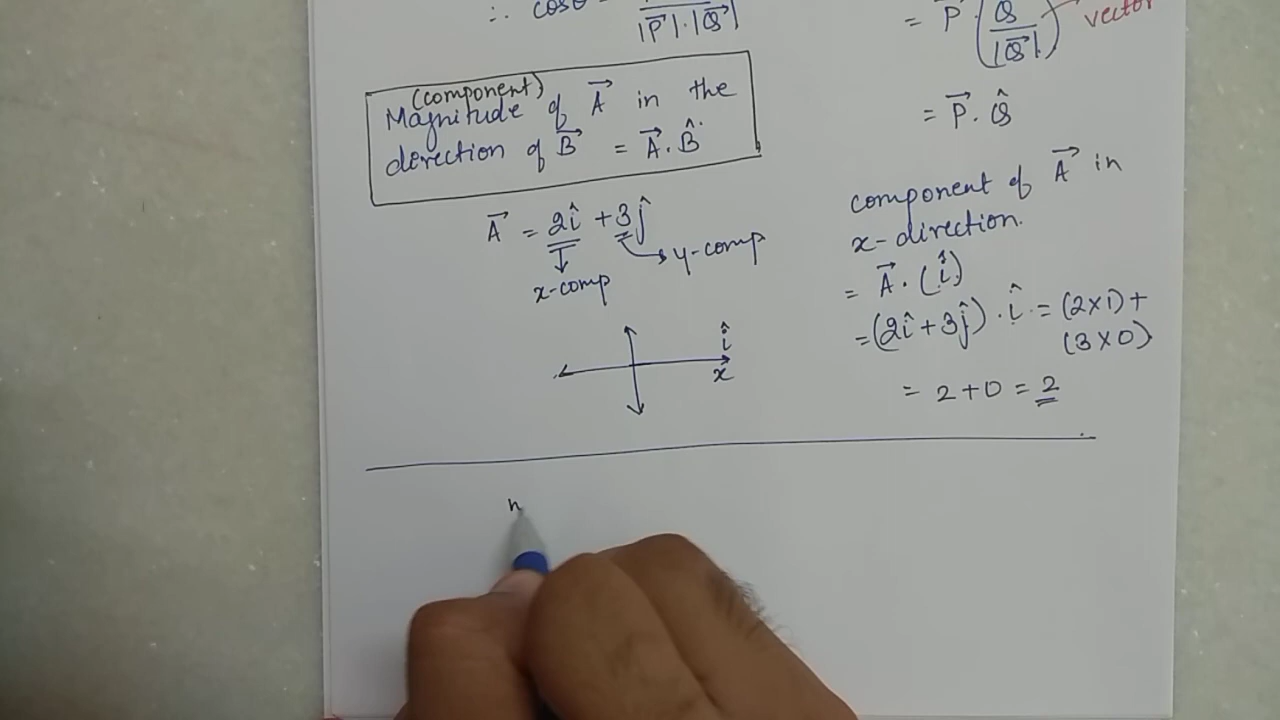 ∴ cosθ
|P⃗|·|Q⃗|
(component)
Magnitude of A⃗ in the
derection of B⃗ = A⃗·B̂
A⃗ = 2î + 3ĵ
x-comp
y-comp
î
x
= P⃗·(Q⃗/|Q⃗|)
vector
= P⃗·Q̂
component of A⃗ in
x-direction.
= A⃗·(î)
=(2î+3ĵ)·î = (2×1)+
(3×0)
= 2+0 = 2
n